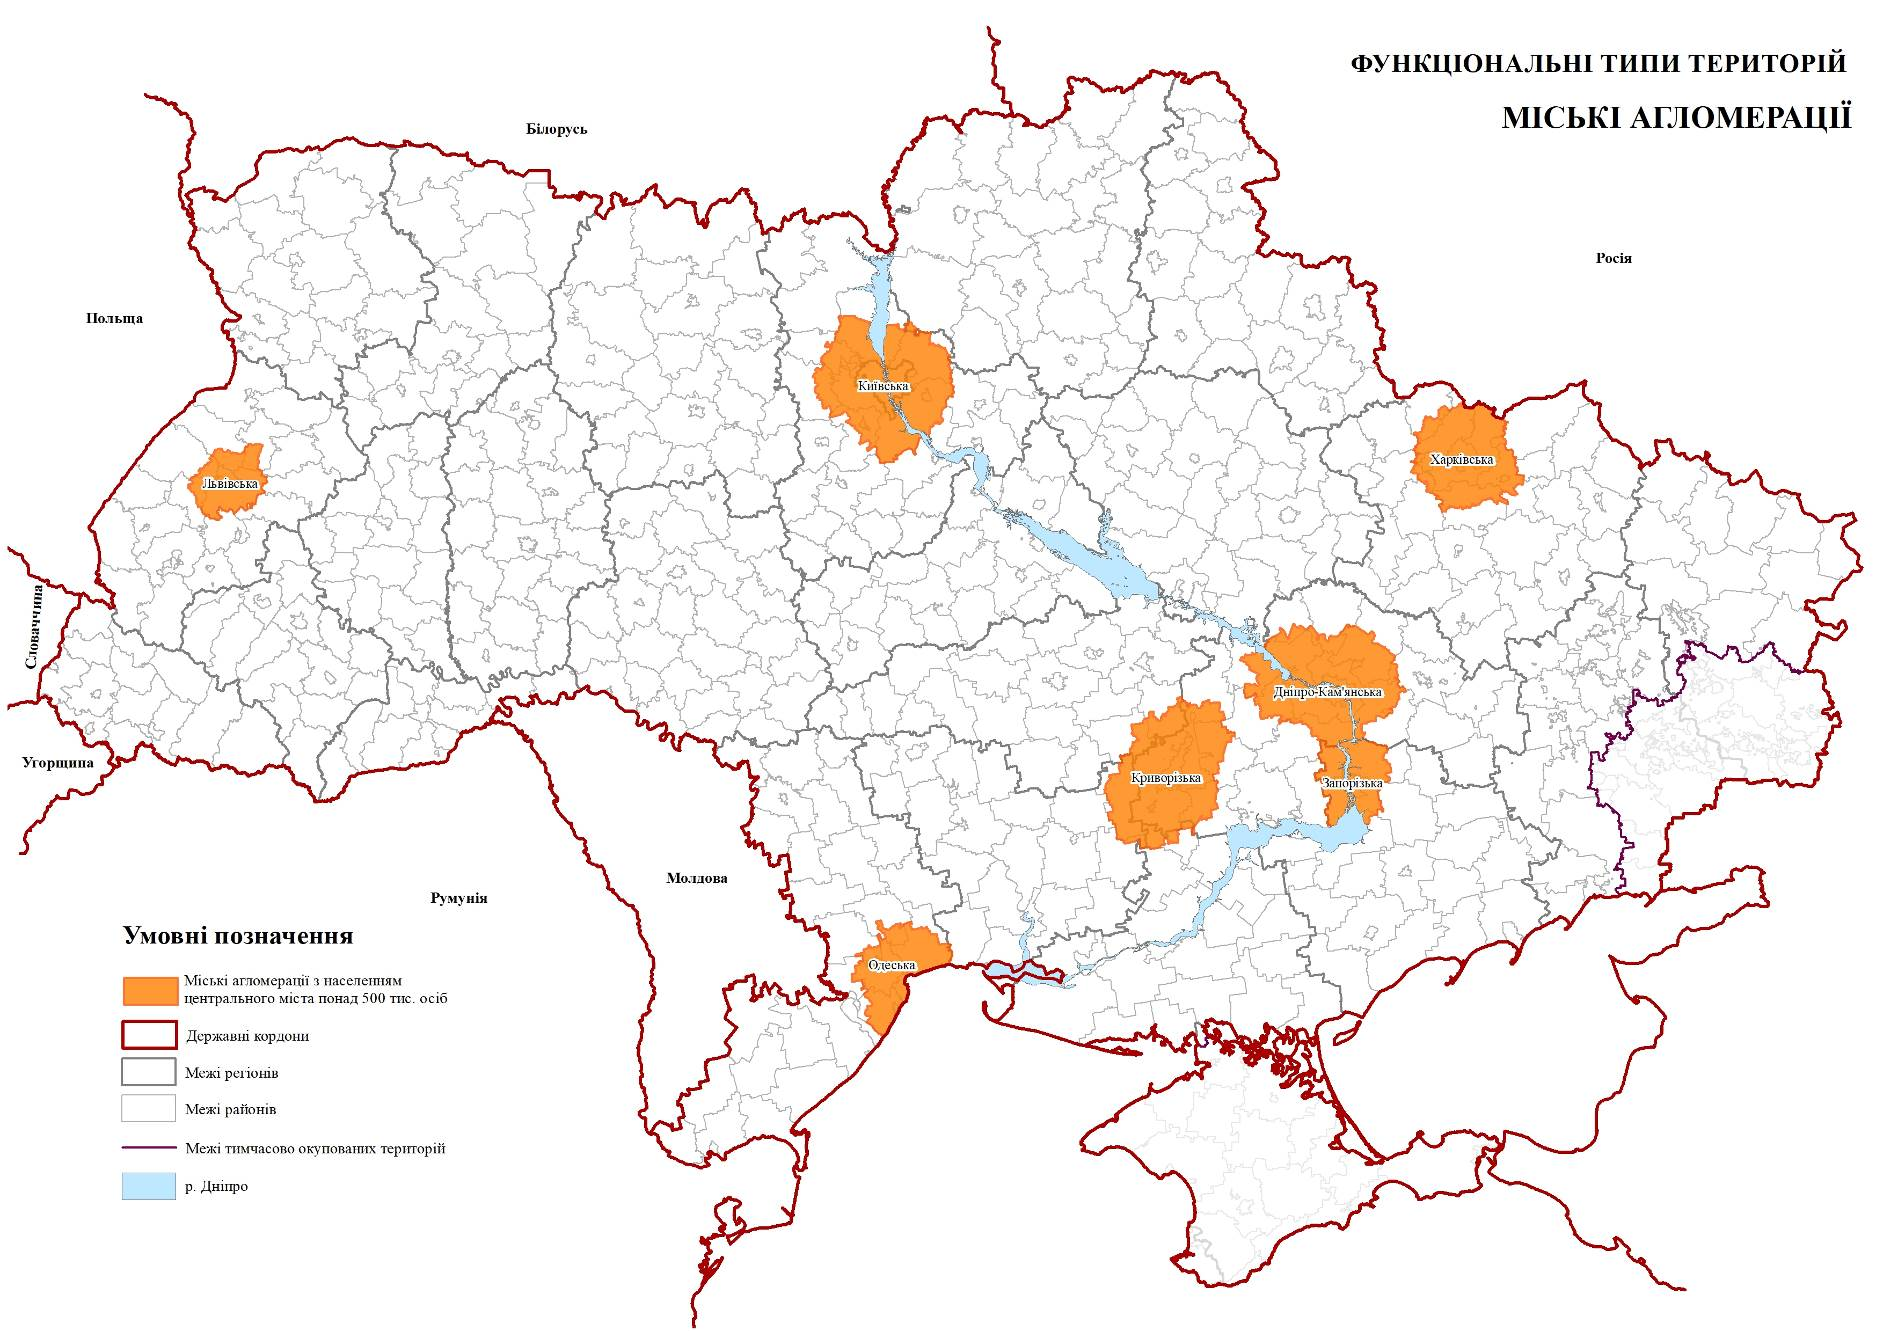 ФУНКЦІОНАЛЬНІ ТИПИ ТЕРИТОРІЙ
МІСЬКІ АГЛОМЕРАЦІЇ
Білорусь
Росія
Польща
Київська
Харківська
Львівська
Словаччина
Дніпро-Кам'янська
Угорщина
Криворізька
Запорізька
Молдова
Румунія
Одеська
Умовні позначення
Міські агломерації з населенням
центрального міста понад 500 тис. осіб
Державні кордони
Межі регіонів
Межі районів
Межі тимчасово окупованих територій
р. Дніпро